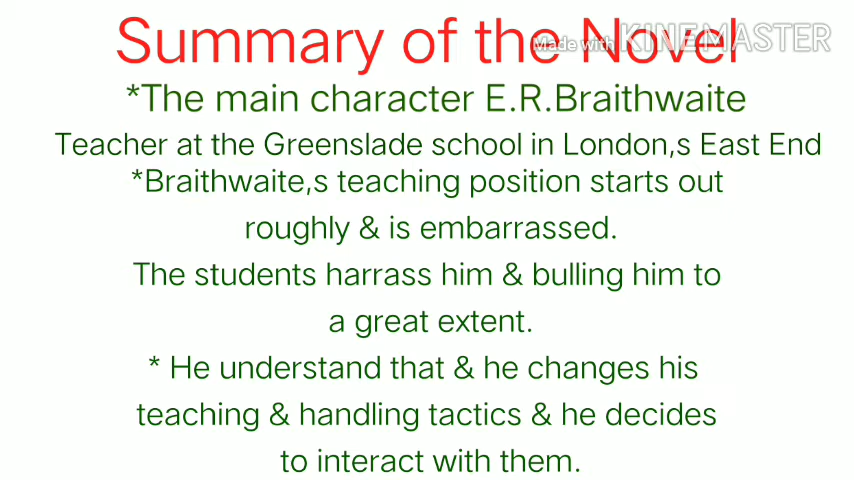 Summary of the Novel
Made with KINEMASTER
*The main character E.R.Braithwaite
Teacher at the Greenslade school in London,s East End
*Braithwaite,s teaching position starts out
roughly & is embarrassed.
The students harrass him & bulling him to
a great extent.
* He understand that & he changes his
teaching & handling tactics & he decides
to interact with them.